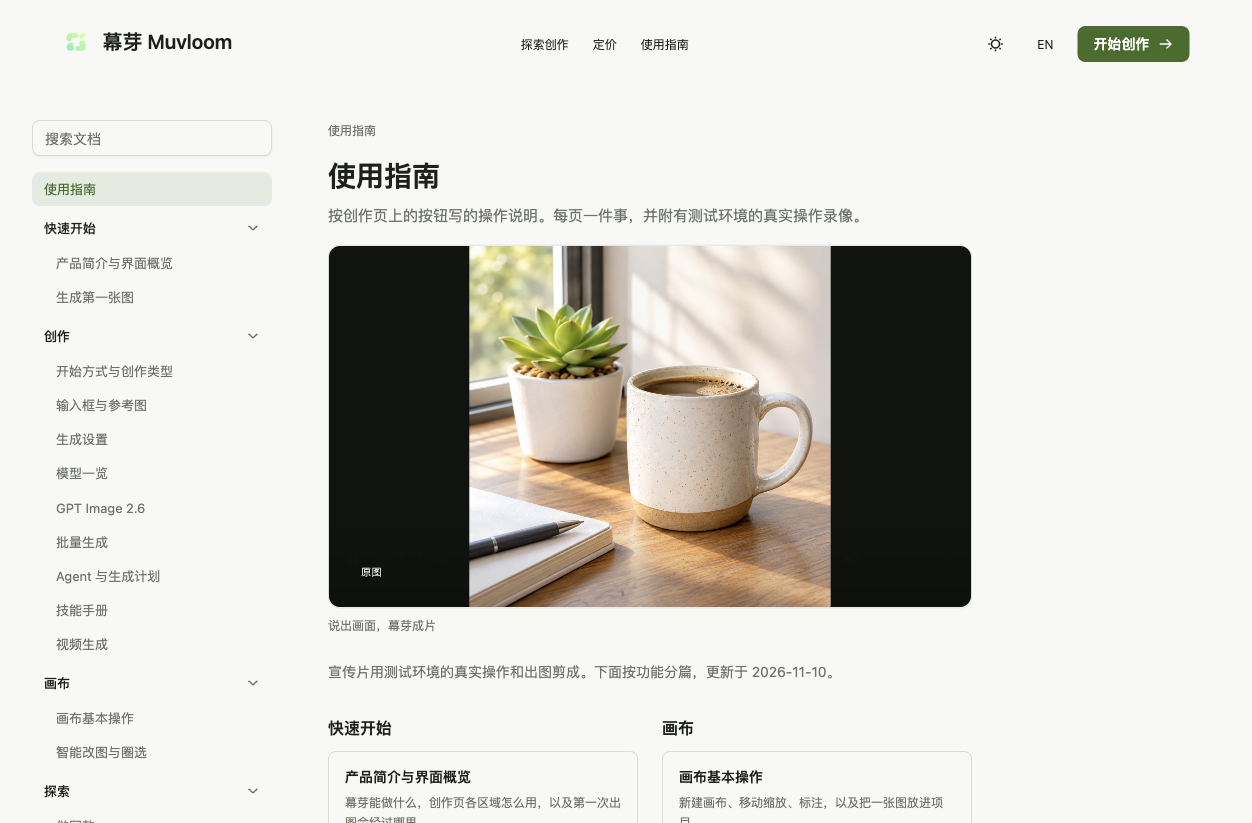 幕芽 Muvloom
探索创作
定价
使用指南
EN
开始创作
搜索文档
使用指南
快速开始
产品简介与界面概览
生成第一张图
创作
开始方式与创作类型
输入框与参考图
生成设置
模型一览
GPT Image 2.6
批量生成
Agent 与生成计划
技能手册
视频生成
画布
画布基本操作
智能改图与圈选
探索
使用指南
使用指南
按创作页上的按钮写的操作说明。每页一件事，并附有测试环境的真实操作录像。
原图
说出画面，幕芽成片
宣传片用测试环境的真实操作和出图剪成。下面按功能分篇，更新于 2026-11-10。
快速开始
产品简介与界面概览
幕芽能做什么，创作页各区域怎么用，以及第一次出
画布
画布基本操作
新建画布、移动缩放、标注，以及把一张图放进项